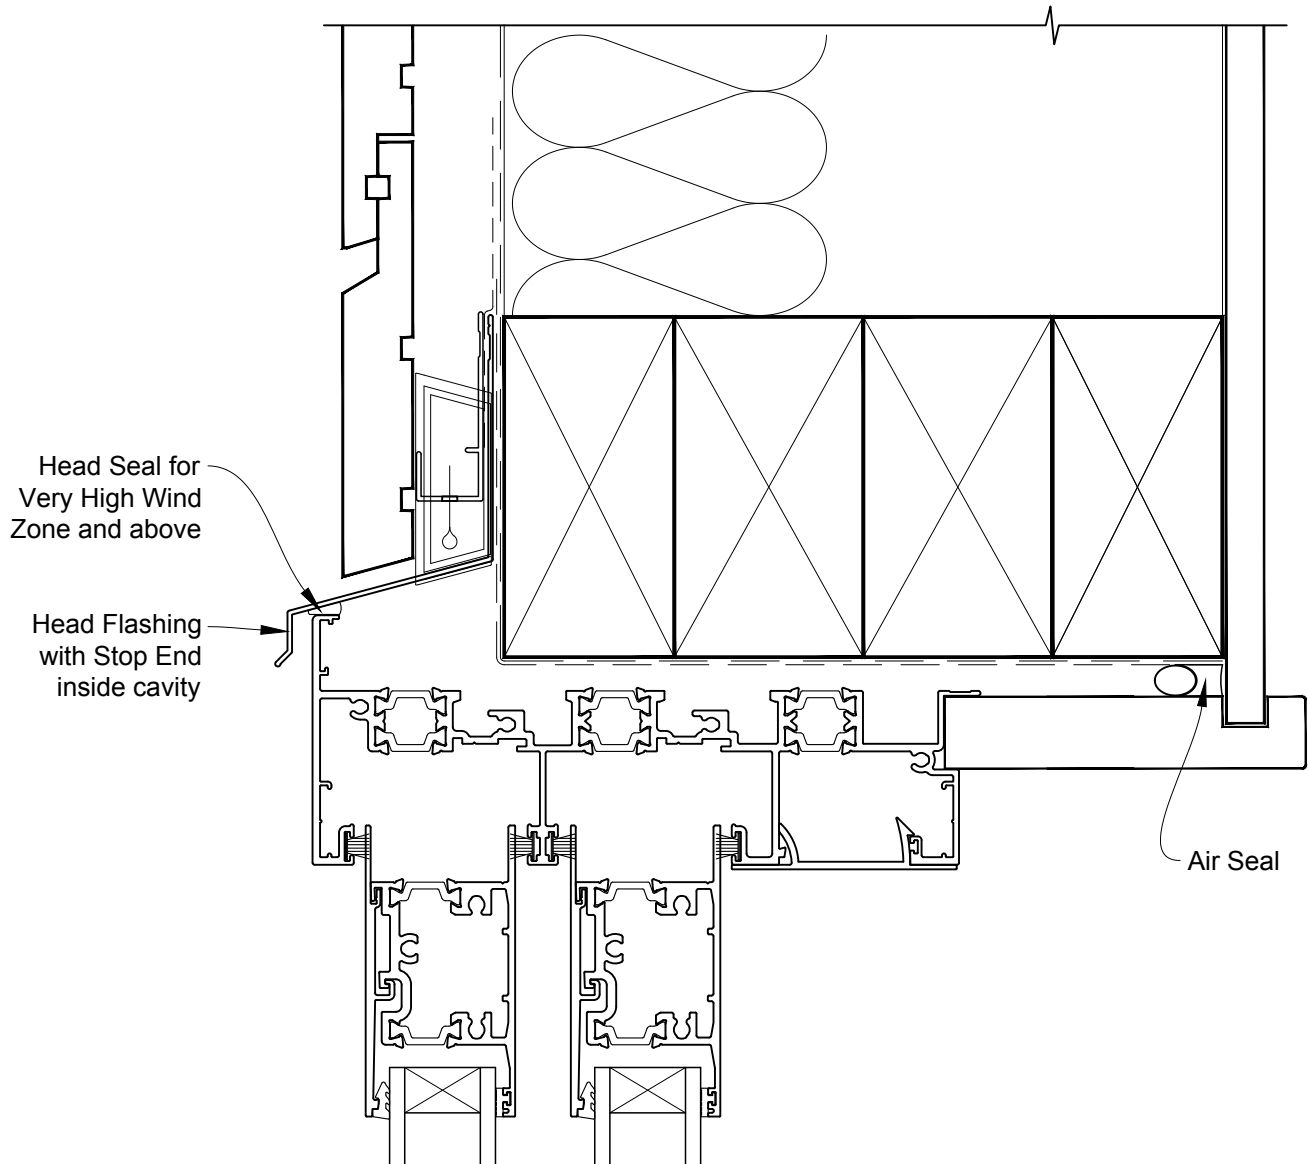 Head Seal for
Very High Wind
Zone and above
Head Flashing
with Stop End
inside cavity
Air Seal